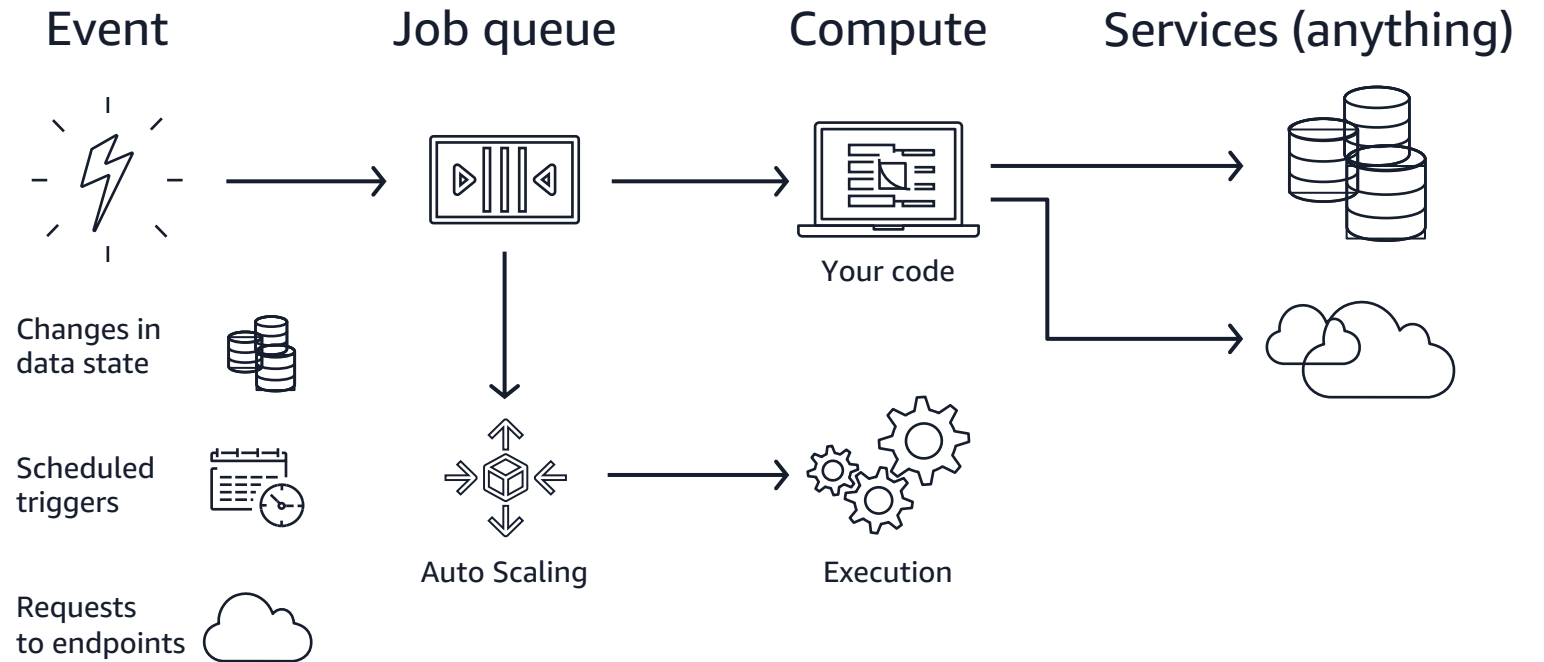 Event
Job queue
Compute
Services (anything)
Your code
Changes in
data state
Scheduled
triggers
Auto Scaling
Execution
Requests
to endpoints